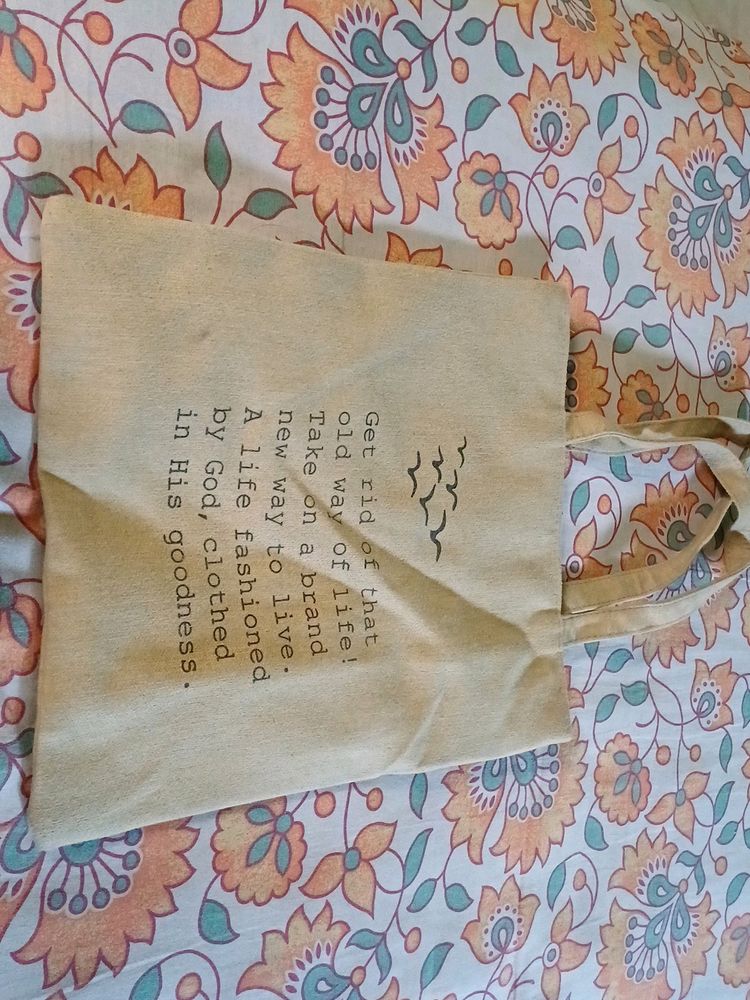 Get rid of that
old way of life!
Take on a brand
new way to live.
A life fashioned
by God, clothed
in His goodness.